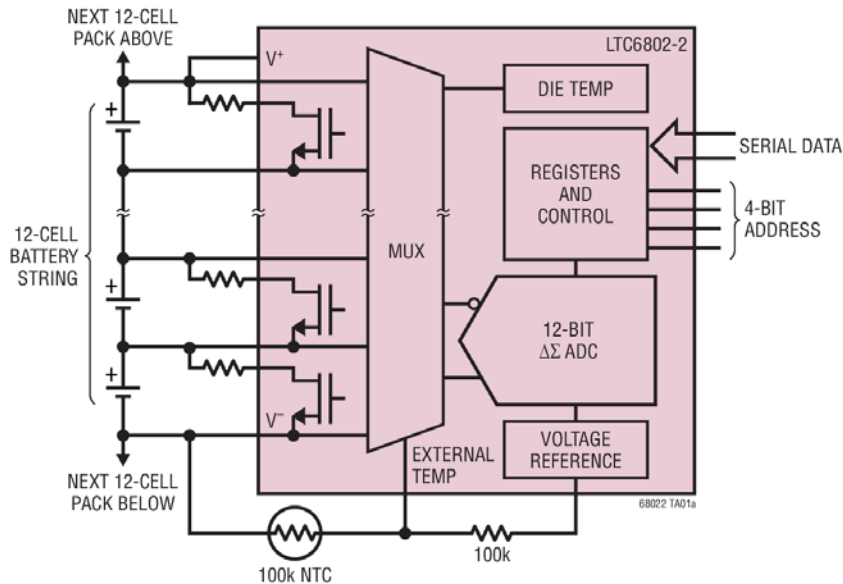 NEXT 12-CELL
PACK ABOVE
LTC6802-2
V+
DIE TEMP
+
SERIAL DATA
REGISTERS
AND
CONTROL
4-BIT
ADDRESS
12-CELL
BATTERY
STRING
MUX
+
12-BIT
ΔΣ ADC
+
V–
EXTERNAL
TEMP
VOLTAGE
REFERENCE
NEXT 12-CELL
PACK BELOW
68022 TA01a
100k NTC
100k